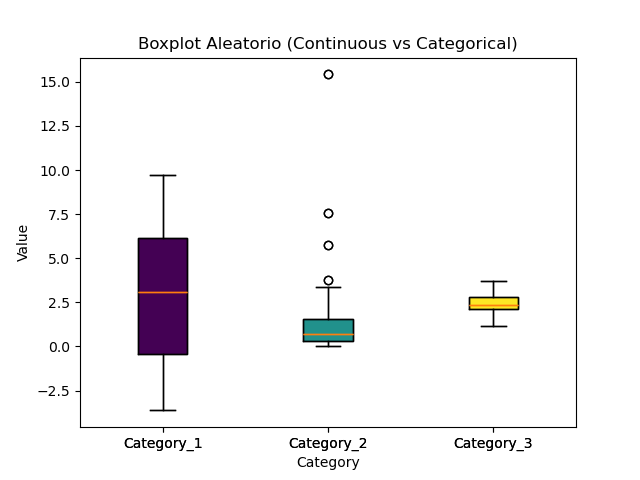 Boxplot Aleatorio (Continuous vs Categorical)
15.0
12.5
10.0
7.5
5.0
2.5
0.0
−2.5
Value
Category_1 Category_2 Category_3
Category